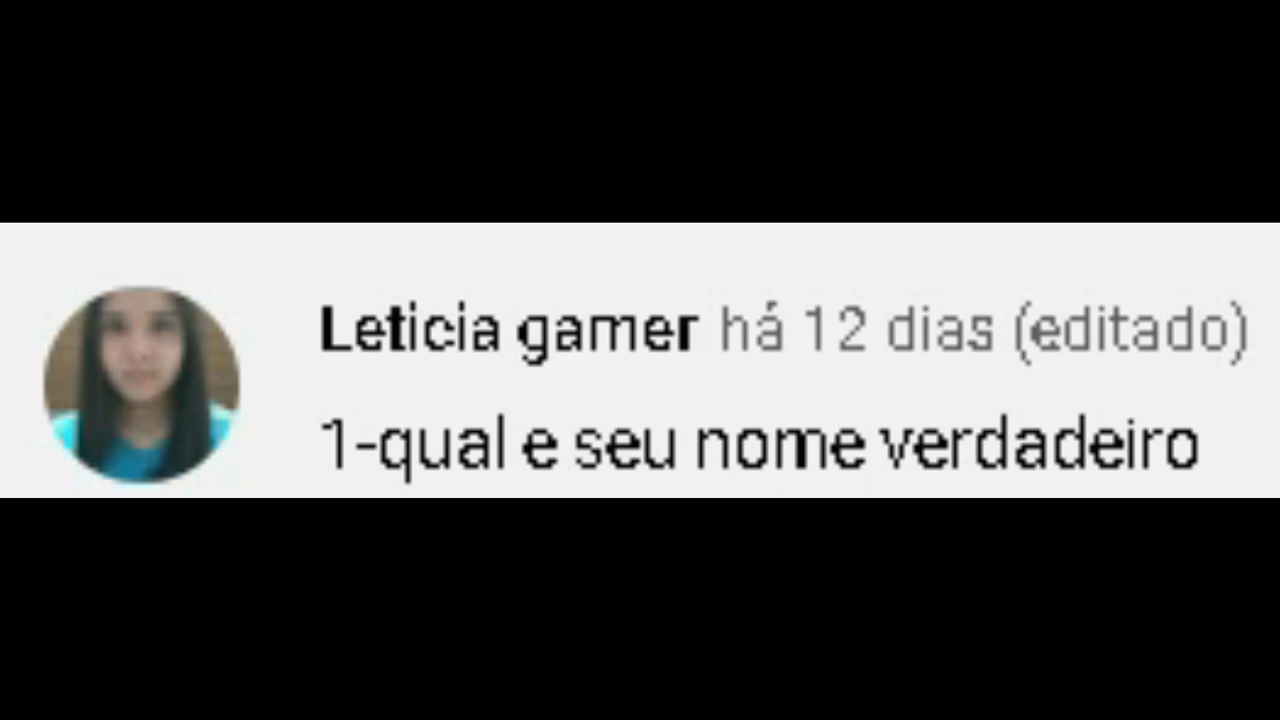 Leticia gamer há 12 dias (editado)
1-qual e seu nome verdadeiro